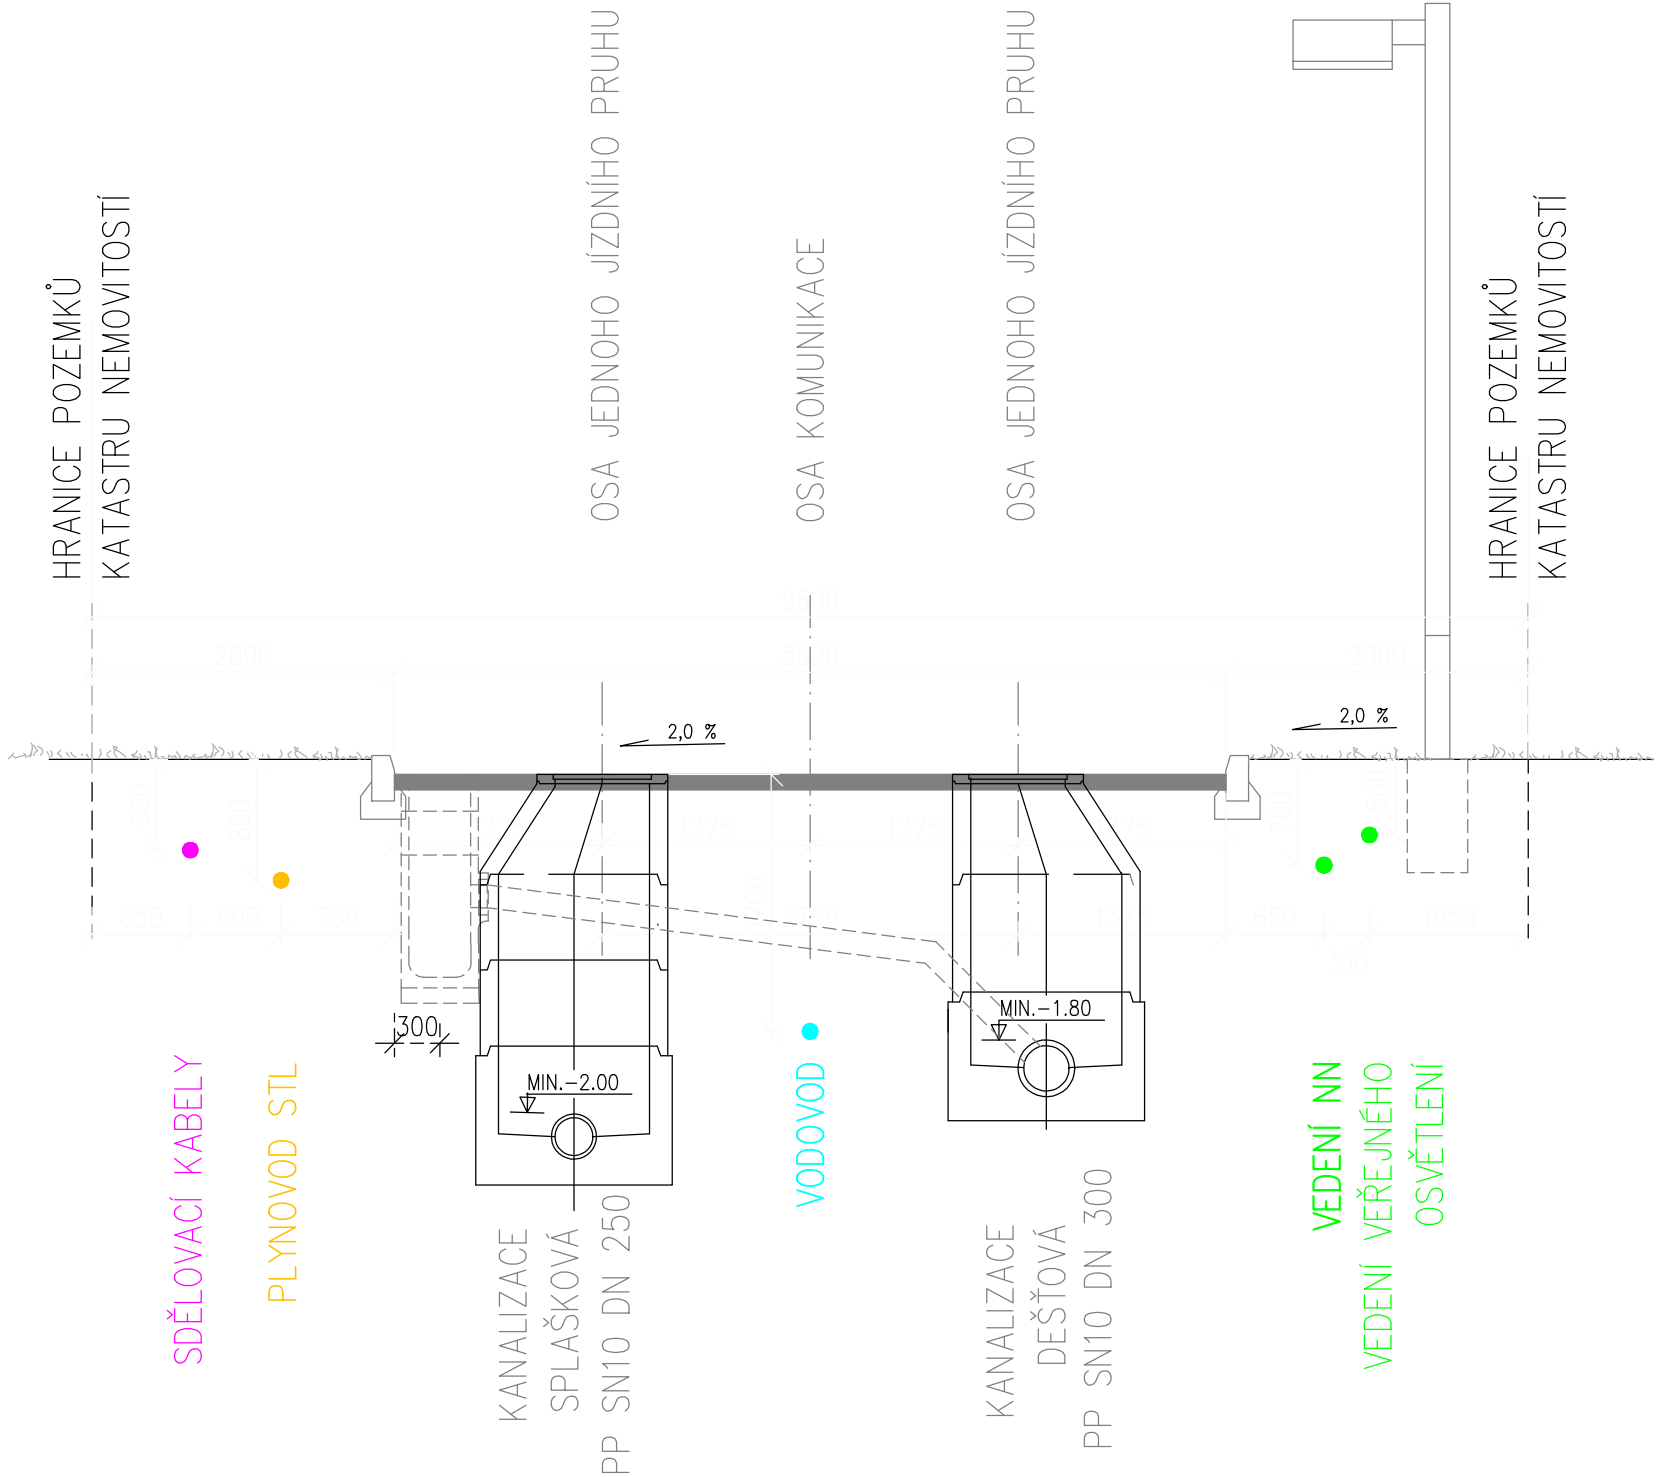 OSA JEDNOHO JÍZDNÍHO PRUHU
OSA KOMUNIKACE
OSA JEDNOHO JÍZDNÍHO PRUHU
HRANICE POZEMKŮ
KATASTRU NEMOVITOSTÍ
HRANICE POZEMKŮ
KATASTRU NEMOVITOSTÍ
2000
5500
2000
2,0 %
2,0 %
600
800
700
500
1375
1375
650
600
750
1375
650
1050
300
300
MIN.-1.80
MIN.-2.00
SDĚLOVACÍ KABELY
PLYNOVOD STL
KANALIZACE
SPLAŠKOVÁ
PP SN10 DN 250
VODOVOD
KANALIZACE
DEŠŤOVÁ
PP SN10 DN 300
VEDENÍ NN
VEDENÍ VEŘEJNÉHO
OSVĚTLENÍ